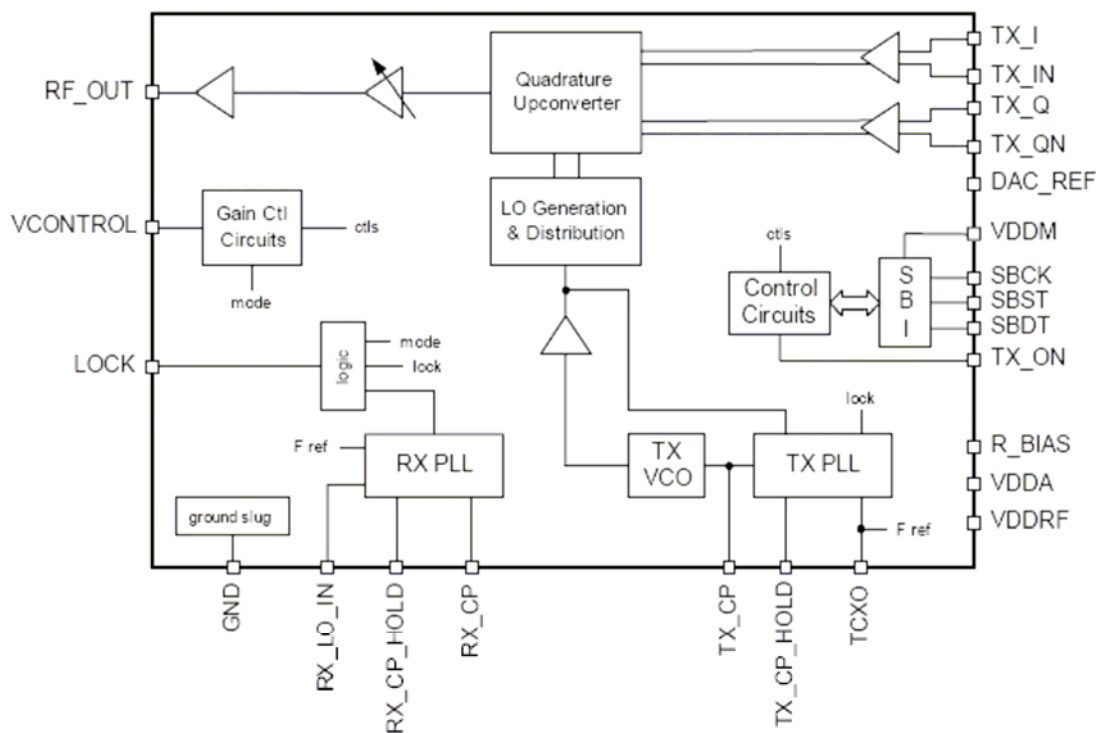 TX_I
TX_IN
TX_Q
TX_QN
DAC_REF
VDDM
SBCK
SBST
SBDT
TX_ON
R_BIAS
VDDA
VDDRF
RF_OUT
VCONTROL
LOCK
Quadrature
Upconverter
LO Generation
& Distribution
Gain Ctl
Circuits
ctls
mode
ctls
Control
Circuits
S
B
I
logic
mode
lock
F ref
RX PLL
TX
VCO
lock
TX PLL
F ref
ground slug
GND
RX_LO_IN
RX_CP_HOLD
RX_CP
TX_CP
TX_CP_HOLD
TCXO